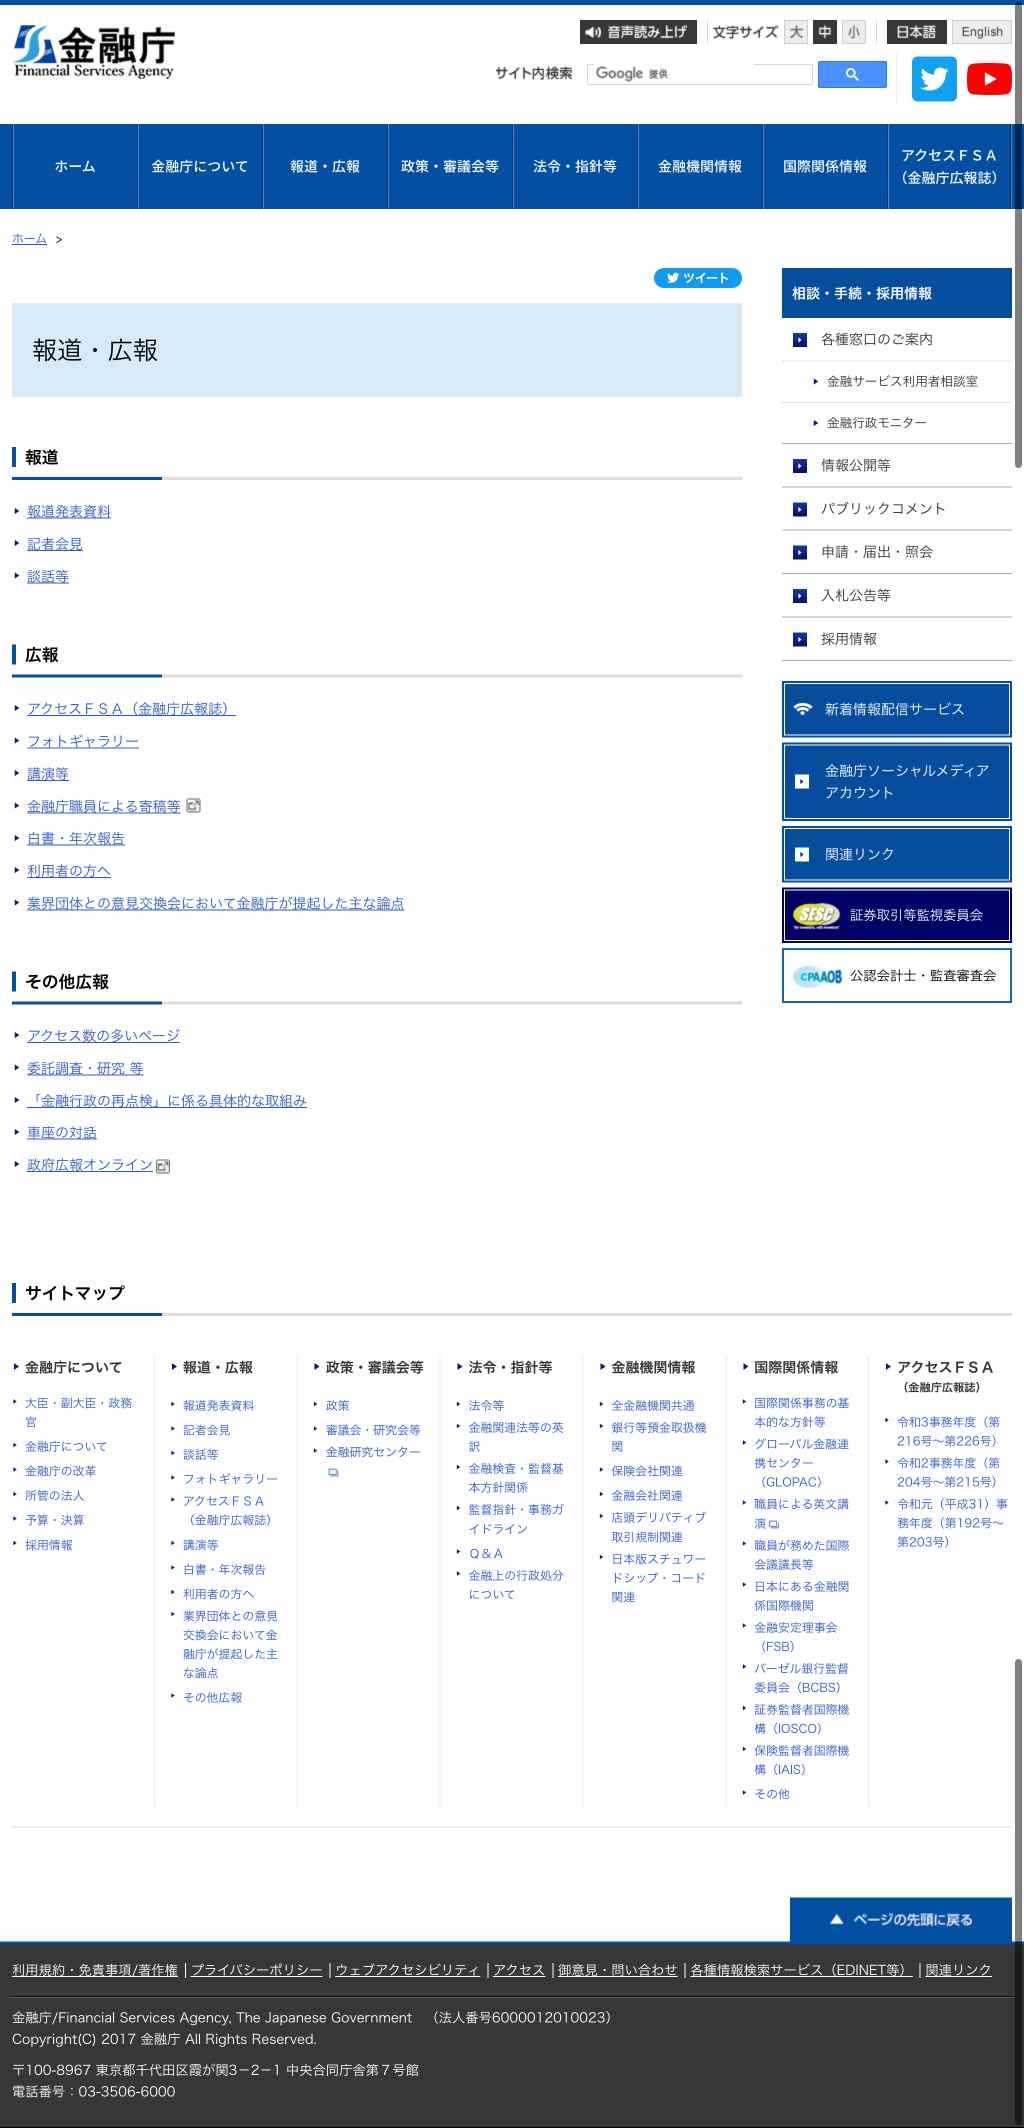 金融庁
Financial Services Agency
音声読み上げ
文字サイズ 大 中 小
日本語 English
サイト内検索 Google 提供
ホーム
金融庁について
報道・広報
政策・審議会等
法令・指針等
金融機関情報
国際関係情報
アクセスＦＳＡ
（金融庁広報誌）
ホーム >
ツイート
報道・広報
報道
報道発表資料
記者会見
談話等
広報
アクセスＦＳＡ（金融庁広報誌）
フォトギャラリー
講演等
金融庁職員による寄稿等
白書・年次報告
利用者の方へ
業界団体との意見交換会において金融庁が提起した主な論点
その他広報
アクセス数の多いページ
委託調査・研究 等
「金融行政の再点検」に係る具体的な取組み
車座の対話
政府広報オンライン
相談・手続・採用情報
各種窓口のご案内
金融サービス利用者相談室
金融行政モニター
情報公開等
パブリックコメント
申請・届出・照会
入札公告等
採用情報
新着情報配信サービス
金融庁ソーシャルメディア
アカウント
関連リンク
SESC 証券取引等監視委員会
CPAAOB 公認会計士・監査審査会
サイトマップ
金融庁について
大臣・副大臣・政務
官
金融庁について
金融庁の改革
所管の法人
予算・決算
採用情報
報道・広報
報道発表資料
記者会見
談話等
フォトギャラリー
アクセスＦＳＡ
（金融庁広報誌）
講演等
白書・年次報告
利用者の方へ
業界団体との意見
交換会において金
融庁が提起した主
な論点
その他広報
政策・審議会等
政策
審議会・研究会等
金融研究センター
法令・指針等
法令等
金融関連法等の英
訳
金融検査・監督基
本方針関係
監督指針・事務ガ
イドライン
Ｑ＆Ａ
金融上の行政処分
について
金融機関情報
全金融機関共通
銀行等預金取扱機
関
保険会社関連
金融会社関連
店頭デリバティブ
取引規制関連
日本版スチュワー
ドシップ・コード
関連
国際関係情報
国際関係事務の基
本的な方針等
グローバル金融連
携センター
（GLOPAC）
職員による英文講
演
職員が務めた国際
会議議長等
日本にある金融関
係国際機関
金融安定理事会
（FSB）
バーゼル銀行監督
委員会（BCBS）
証券監督者国際機
構（IOSCO）
保険監督者国際機
構（IAIS）
その他
アクセスＦＳＡ
（金融庁広報誌）
令和3事務年度（第
216号～第226号）
令和2事務年度（第
204号～第215号）
令和元（平成31）事
務年度（第192号～
第203号）
ページの先頭に戻る
利用規約・免責事項/著作権 | プライバシーポリシー | ウェブアクセシビリティ | アクセス | 御意見・問い合わせ | 各種情報検索サービス（EDINET等） | 関連リンク
金融庁/Financial Services Agency, The Japanese Government （法人番号6000012010023）
Copyright(C) 2017 金融庁 All Rights Reserved.
〒100-8967 東京都千代田区霞が関3－2－1 中央合同庁舎第７号館
電話番号：03-3506-6000